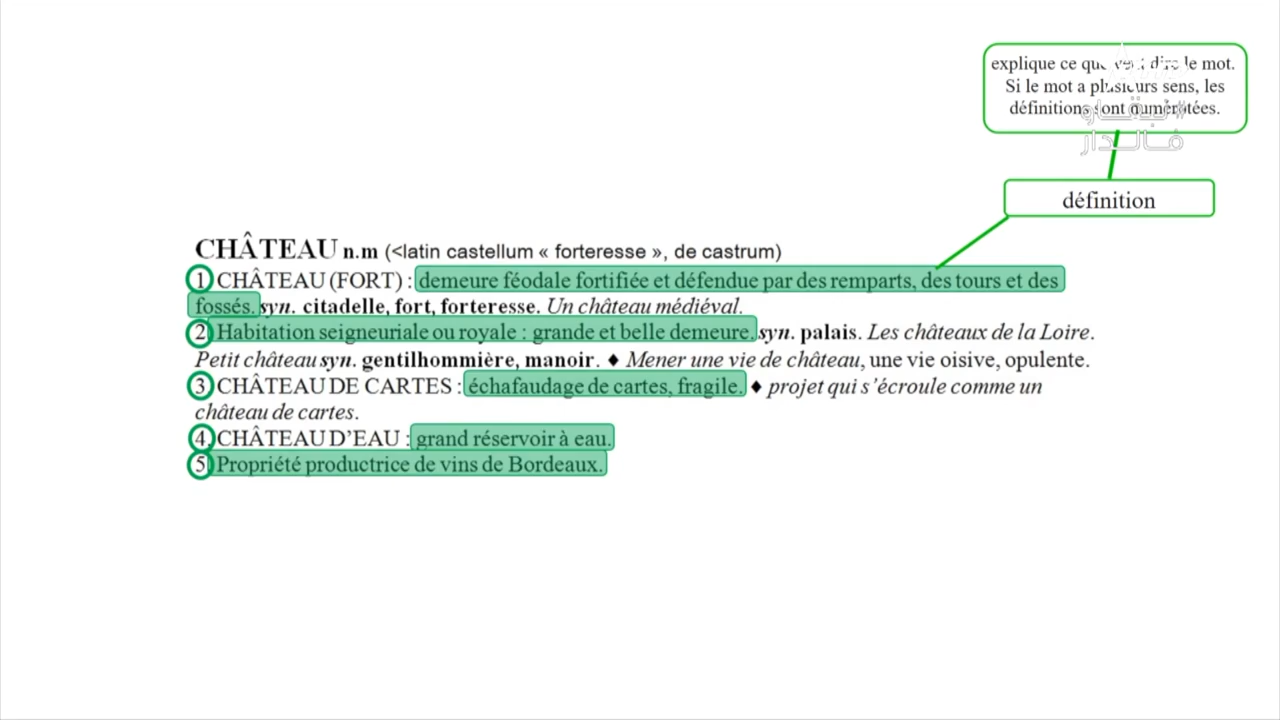 explique ce que veut dire le mot.
Si le mot a plusieurs sens, les
définitions sont numérotées.
#نبقاو
فالدار
définition
CHÂTEAU n.m (<latin castellum « forteresse », de castrum)
1 CHÂTEAU (FORT) : demeure féodale fortifiée et défendue par des remparts, des tours et des
fossés. syn. citadelle, fort, forteresse. Un château médiéval.
2 Habitation seigneuriale ou royale : grande et belle demeure. syn. palais. Les châteaux de la Loire.
Petit château syn. gentilhommière, manoir. ♦ Mener une vie de château, une vie oisive, opulente.
3 CHÂTEAU DE CARTES : échafaudage de cartes, fragile. ♦ projet qui s’écroule comme un
château de cartes.
4 CHÂTEAU D’EAU : grand réservoir à eau.
5 Propriété productrice de vins de Bordeaux.